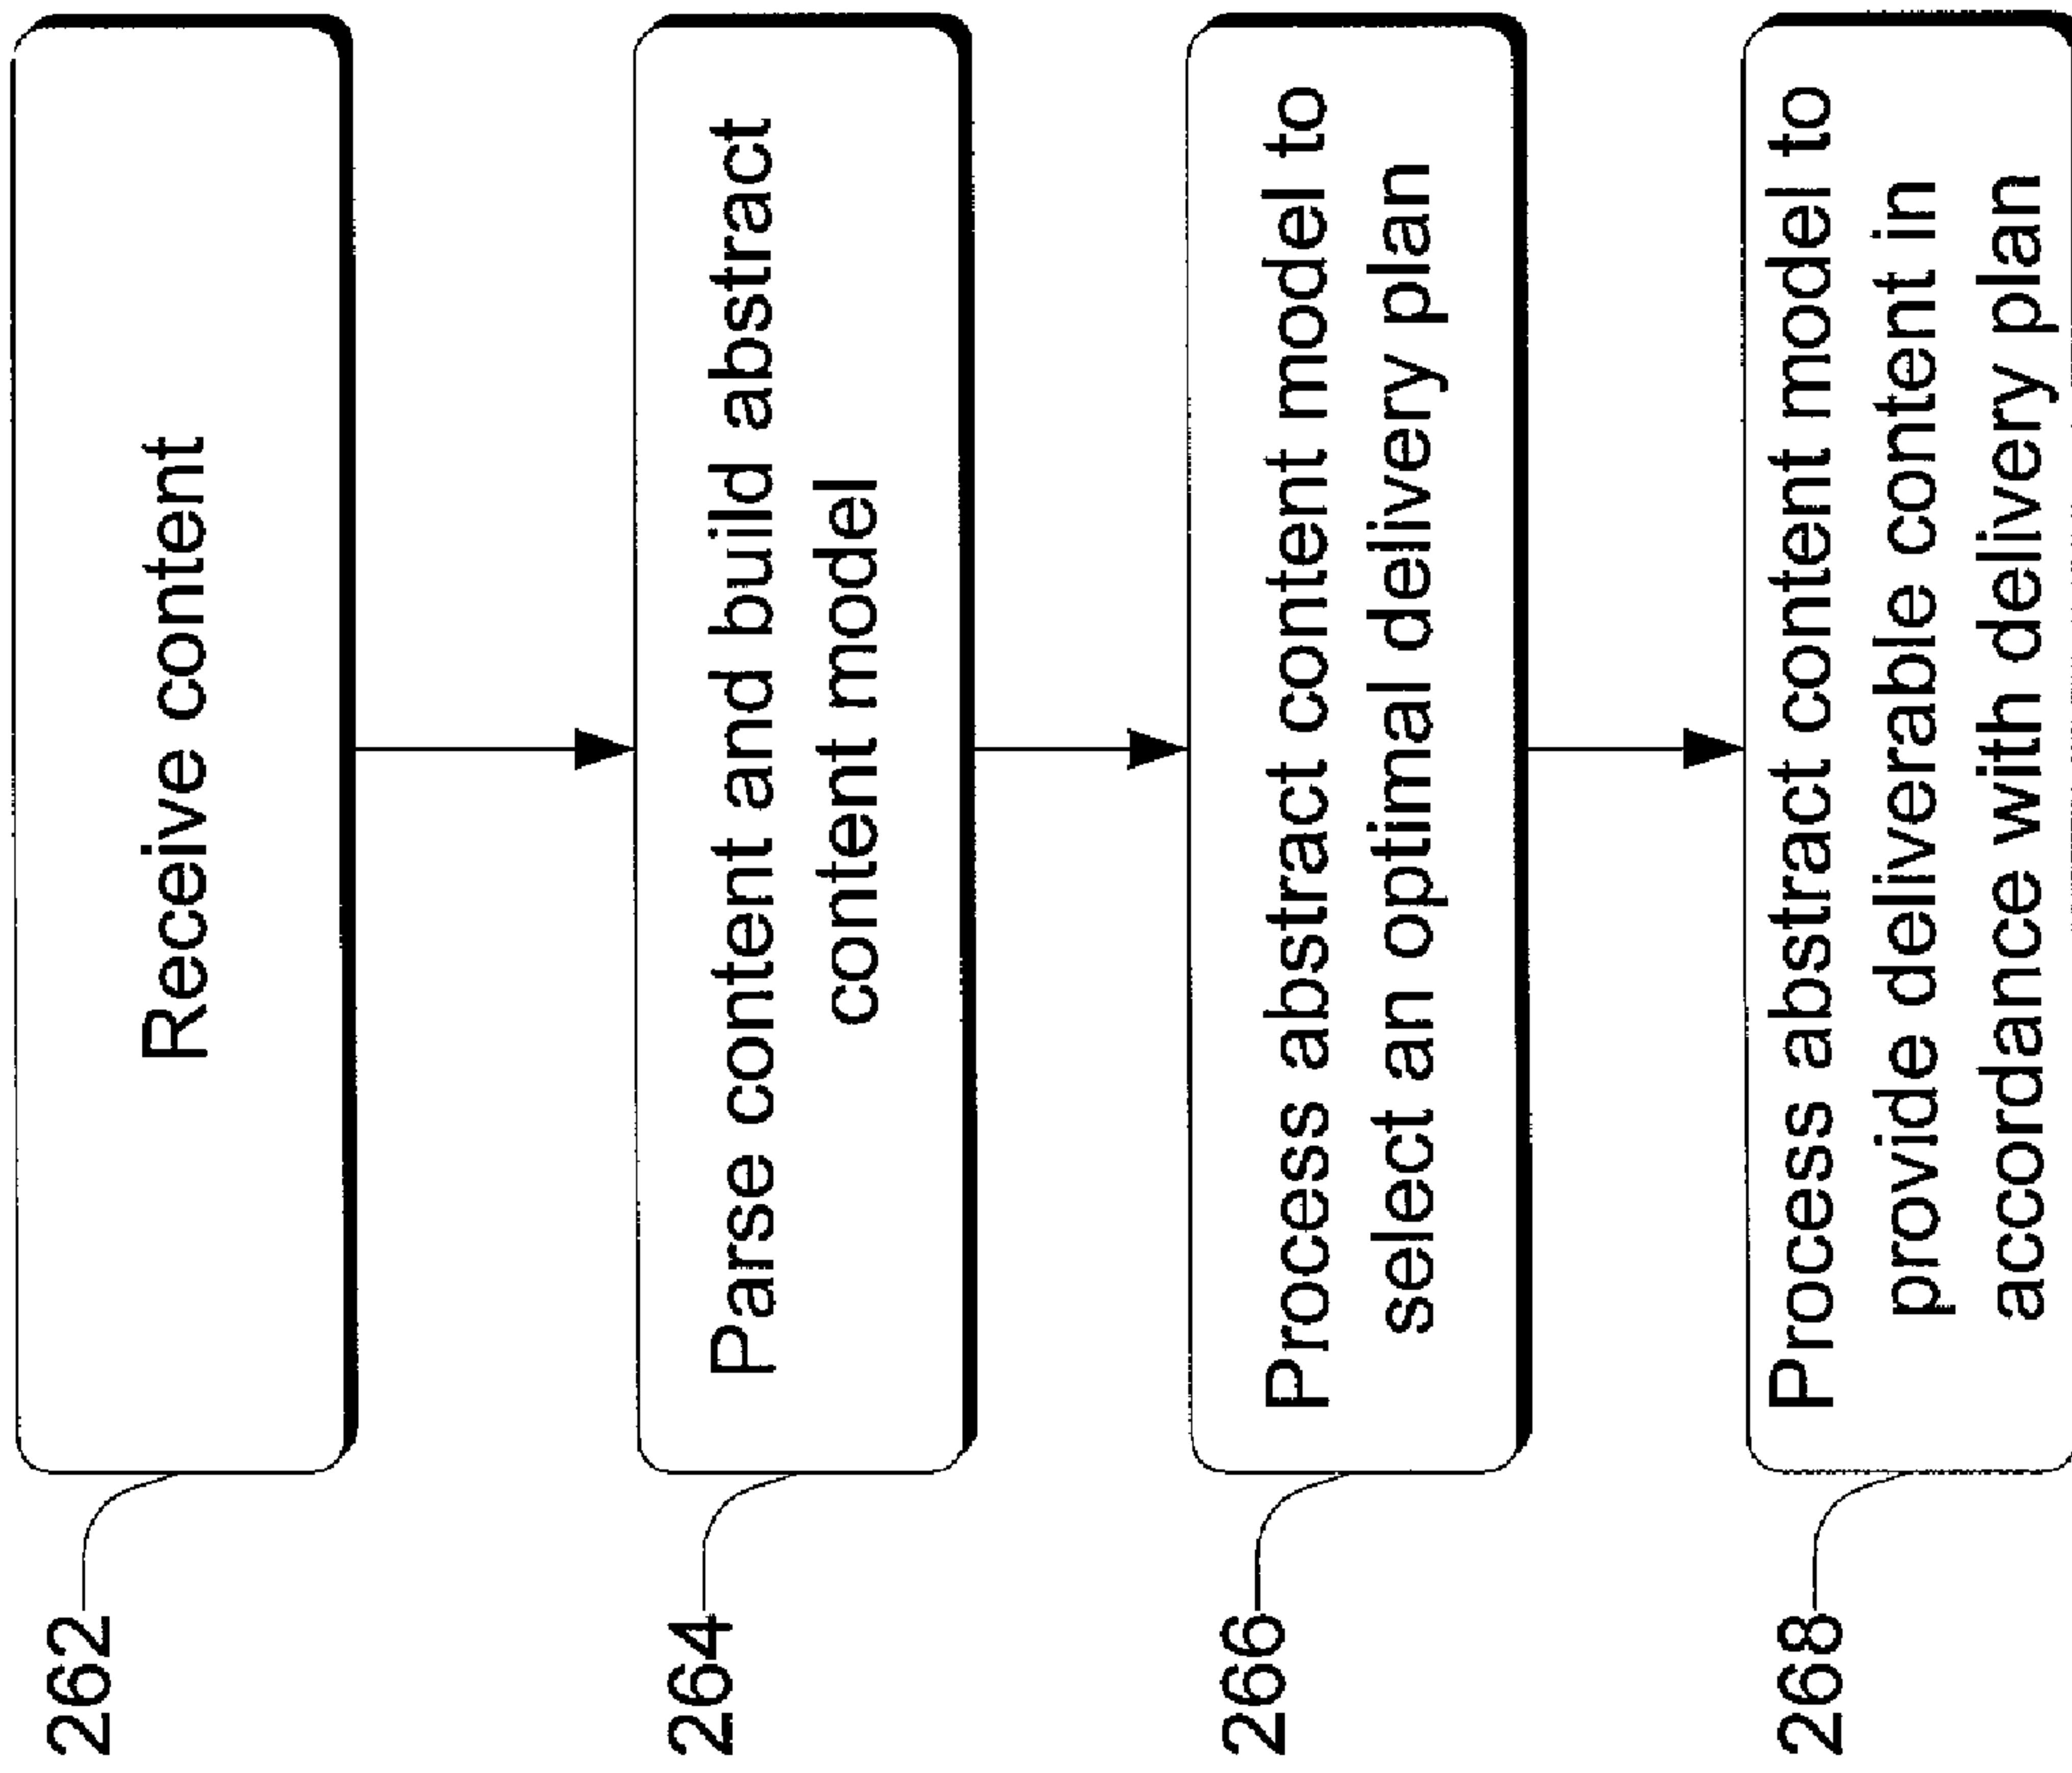 262
Receive content
264
Parse content and build abstract
content model
266
Process abstract content model to
select an optimal delivery plan
268
Process abstract content model to
provide deliverable content in
accordance with delivery plan